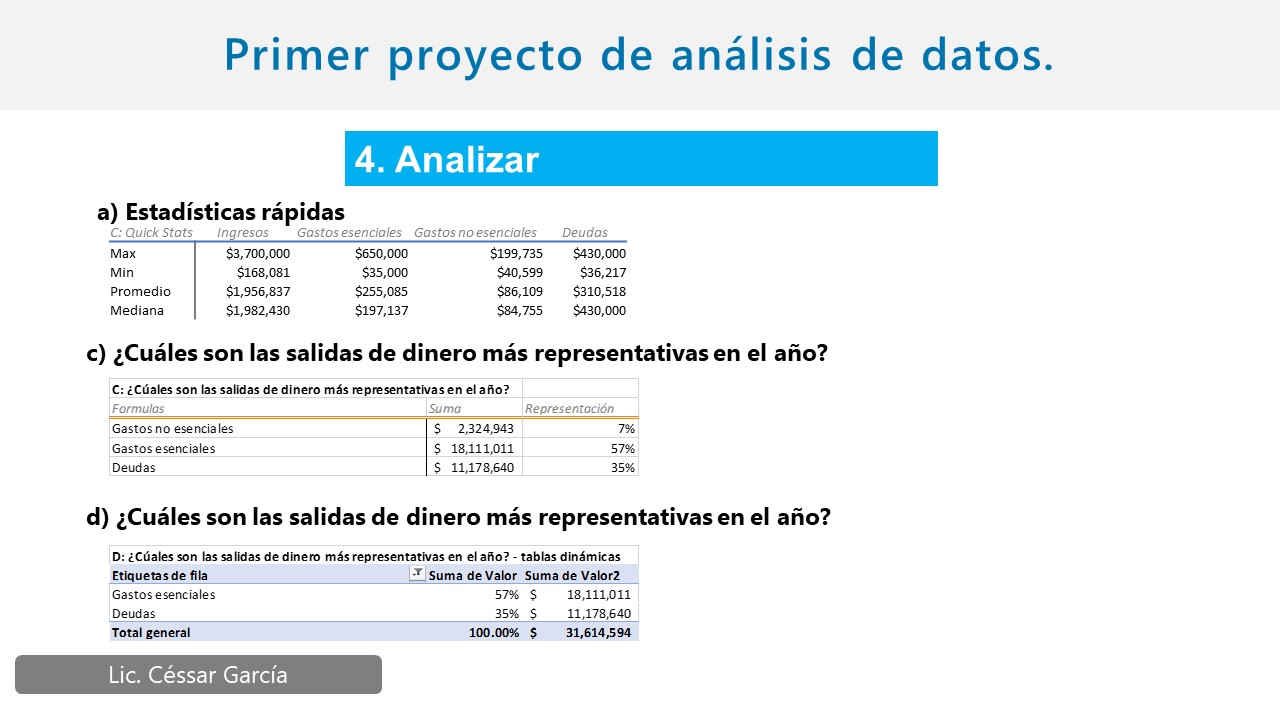 Primer proyecto de análisis de datos.
4. Analizar
a) Estadísticas rápidas
C: Quick Stats Ingresos Gastos esenciales Gastos no esenciales Deudas
Max $3,700,000 $650,000 $199,735 $430,000
Min $168,081 $35,000 $40,599 $36,217
Promedio $1,956,837 $255,085 $86,109 $310,518
Mediana $1,982,430 $197,137 $84,755 $430,000
c) ¿Cuáles son las salidas de dinero más representativas en el año?
C: ¿Cúales son las salidas de dinero más representativas en el año?
Formulas Suma Representación
Gastos no esenciales $ 2,324,943 7%
Gastos esenciales $ 18,111,011 57%
Deudas $ 11,178,640 35%
d) ¿Cuáles son las salidas de dinero más representativas en el año?
D: ¿Cúales son las salidas de dinero más representativas en el año? - tablas dinámicas
Etiquetas de fila Suma de Valor Suma de Valor2
Gastos esenciales 57% $ 18,111,011
Deudas 35% $ 11,178,640
Total general 100.00% $ 31,614,594
Lic. Céssar García